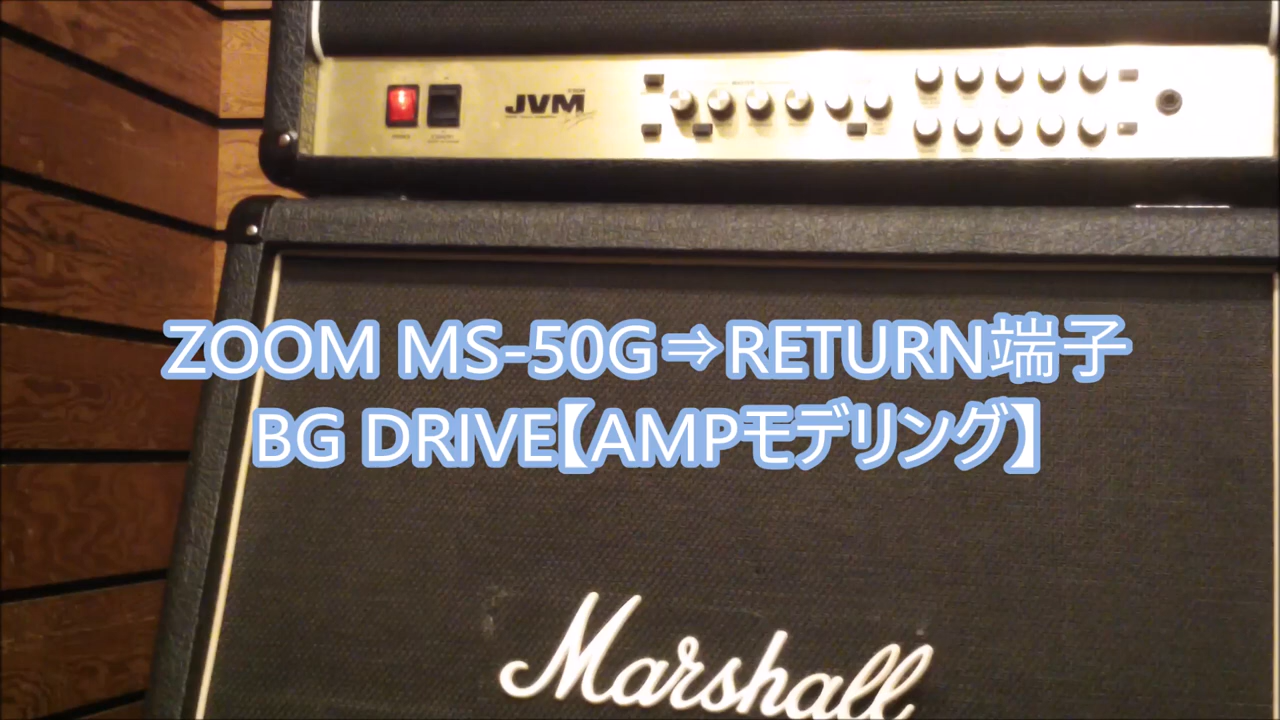 JVM
ZOOM MS-50G⇒RETURN端子
BG DRIVE【AMPモデリング】
Marshall